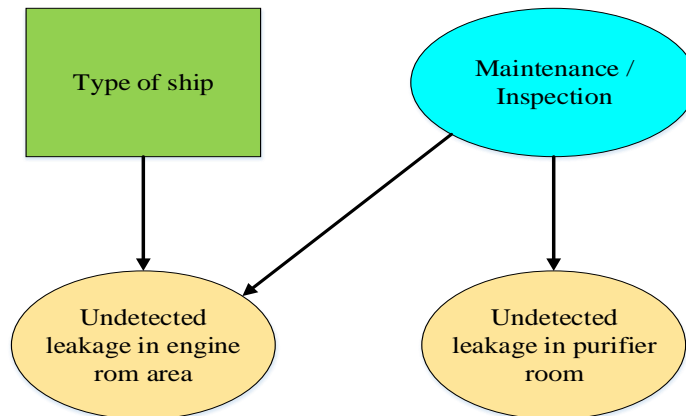 Type of ship
Maintenance /
Inspection
Undetected
leakage in engine
rom area
Undetected
leakage in purifier
room